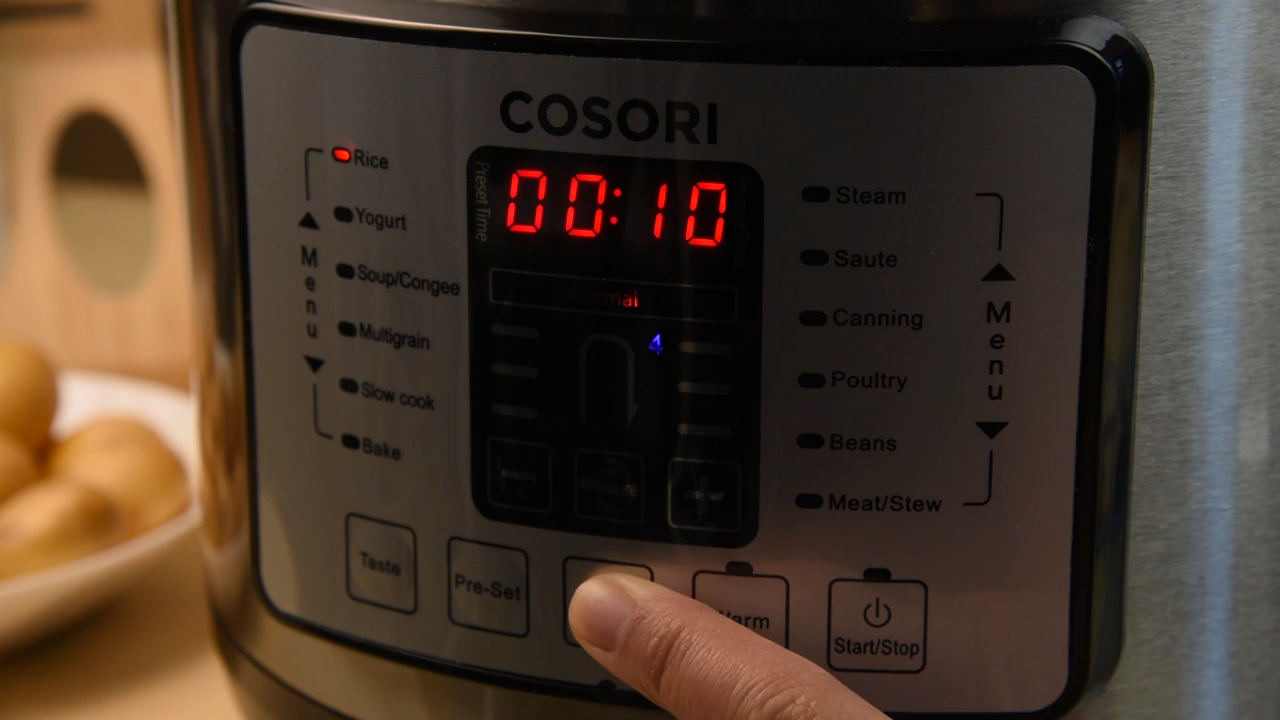 COSORI
Rice
Yogurt
Soup/Congee
Multigrain
Slow cook
Bake
Menu
Preset Time
00:10
4
Steam
Saute
Canning
Poultry
Beans
Meat/Stew
Menu
Taste
Pre-Set
Start/Stop